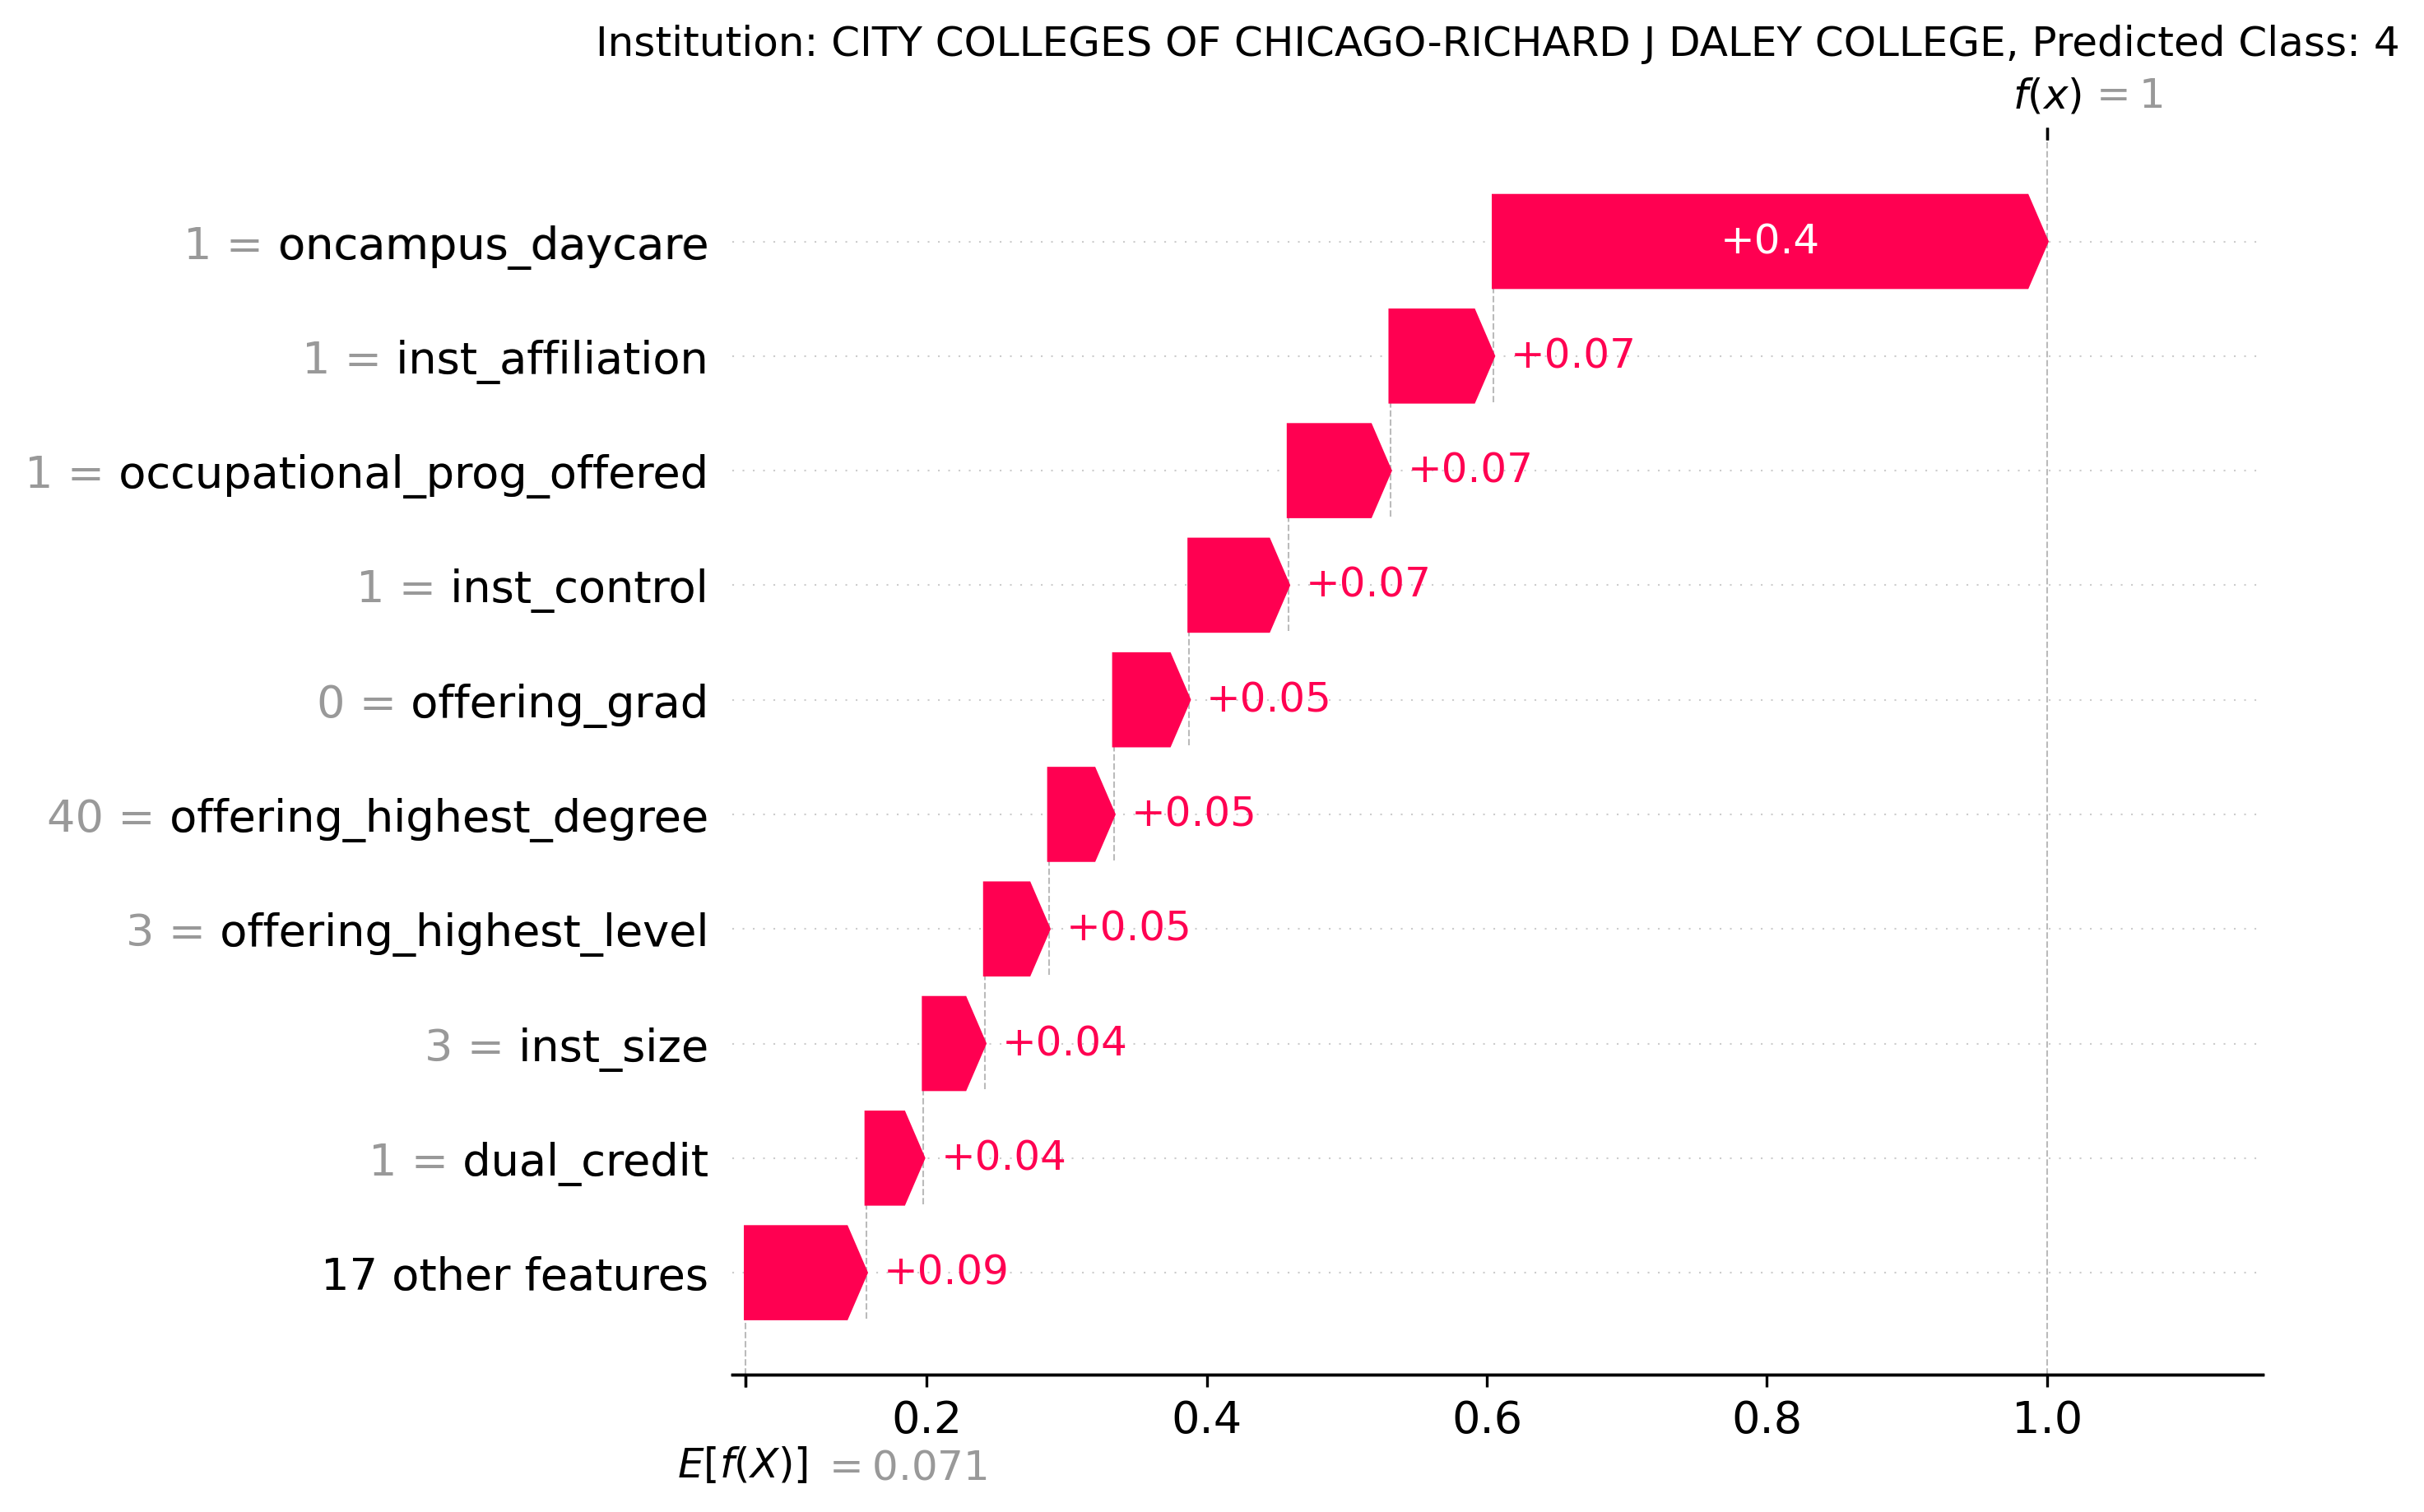 Institution: CITY COLLEGES OF CHICAGO-RICHARD J DALEY COLLEGE, Predicted Class: 4
f(x) = 1
1 = oncampus_daycare +0.4
1 = inst_affiliation +0.07
1 = occupational_prog_offered +0.07
1 = inst_control +0.07
0 = offering_grad +0.05
40 = offering_highest_degree +0.05
3 = offering_highest_level +0.05
3 = inst_size +0.04
1 = dual_credit +0.04
17 other features +0.09
0.2 0.4 0.6 0.8 1.0
E[f(X)] = 0.071